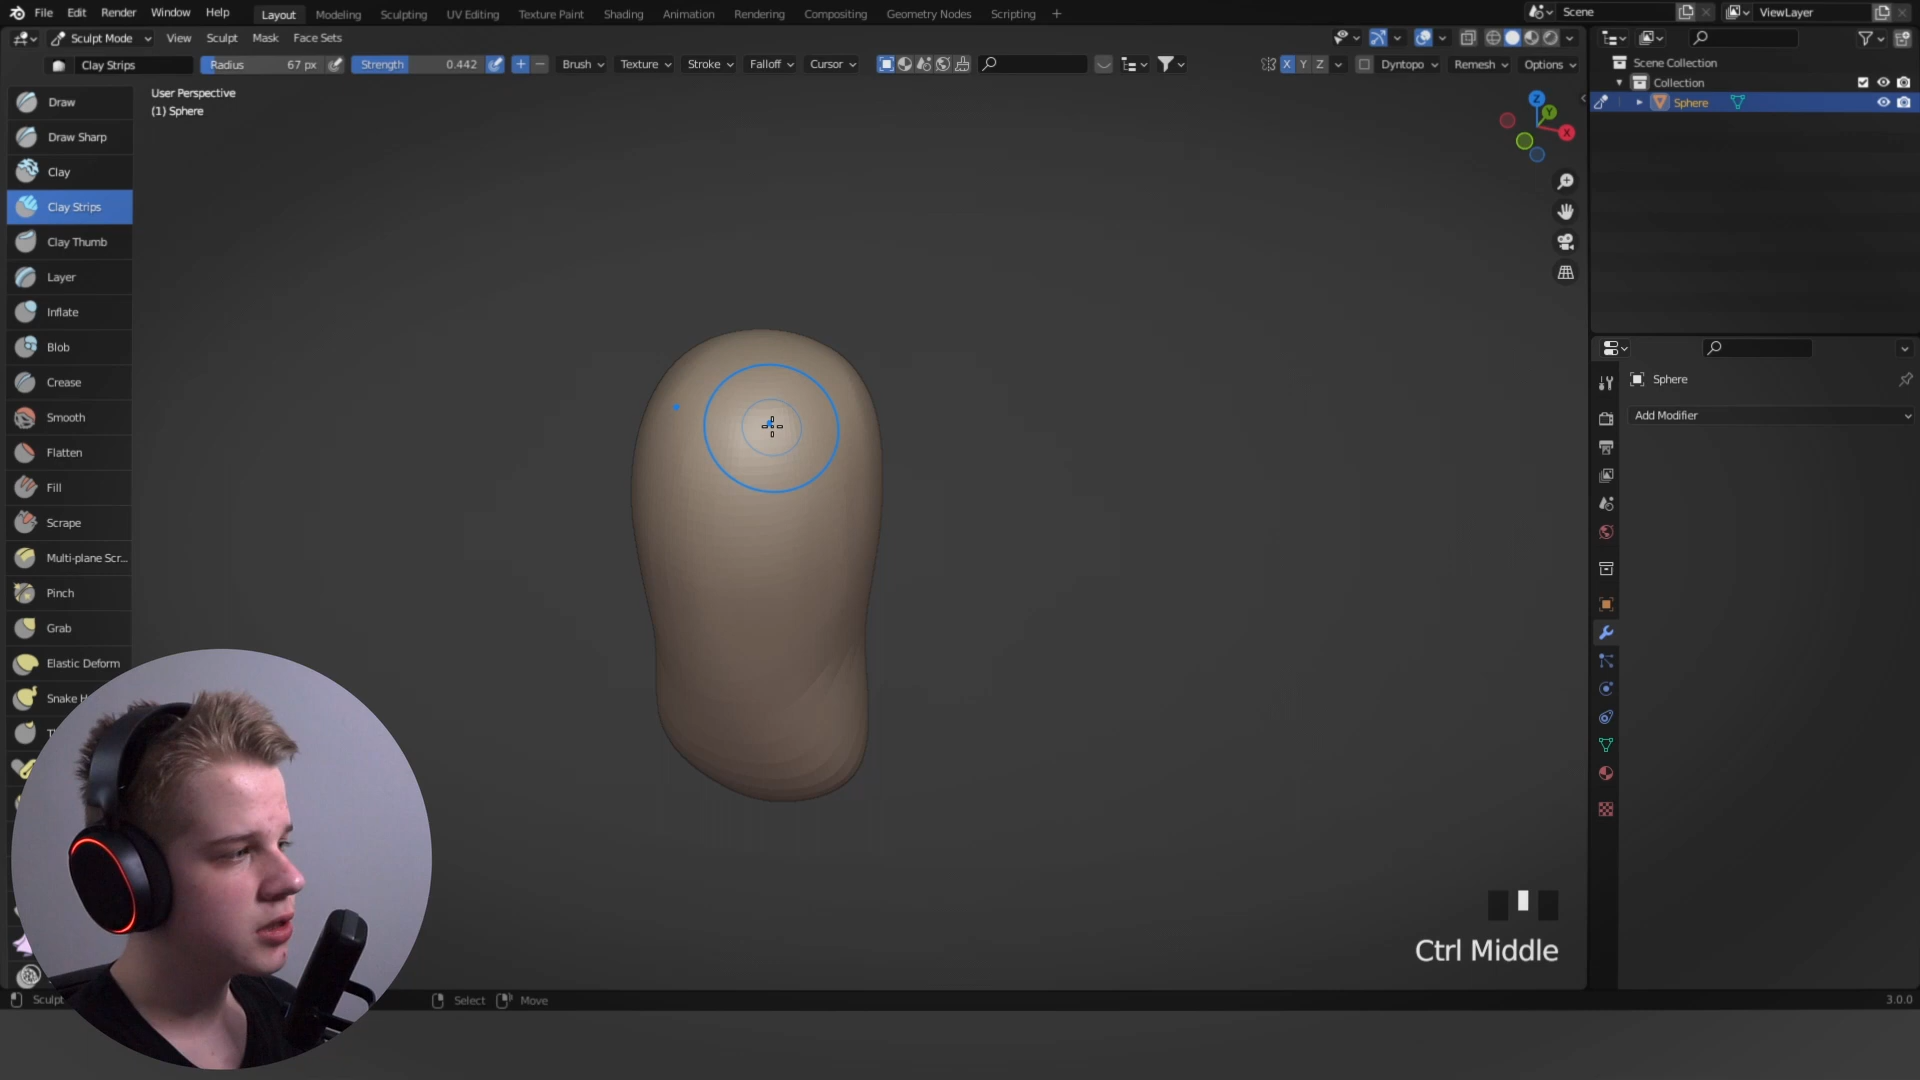 File Edit Render Window Help Layout Modeling Sculpting UV Editing Texture Paint Shading Animation Rendering Compositing Geometry Nodes Scripting + Scene ViewLayer
Sculpt Mode View Sculpt Mask Face Sets
Clay Strips Radius 67 px Strength 0.442 Brush Texture Stroke Falloff Cursor X Y Z Dyntopo Remesh Options
Scene Collection
Collection
Sphere
User Perspective
(1) Sphere
Z
Y
X
Draw
Draw Sharp
Clay
Clay Strips
Clay Thumb
Layer
Inflate
Blob
Crease
Smooth
Flatten
Fill
Scrape
Multi-plane Scr...
Pinch
Grab
Elastic Deform
Snake H
Sphere
Add Modifier
Ctrl Middle
Sculpt Select Move 3.0.0